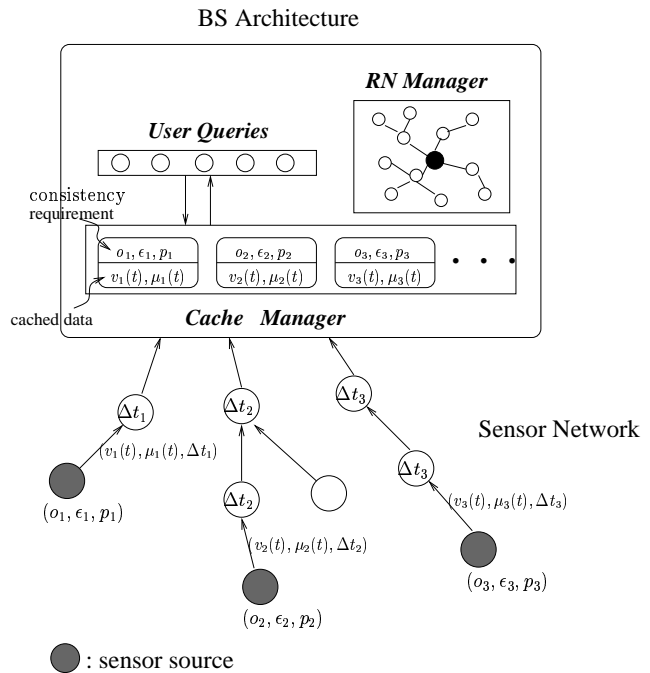 BS Architecture
RN Manager
User Queries
consistency
requirement
o₁, ϵ₁, p₁
o₂, ϵ₂, p₂
o₃, ϵ₃, p₃
v₁(t), μ₁(t)
v₂(t), μ₂(t)
v₃(t), μ₃(t)
• • •
cached data
Cache Manager
Δt₁
Δt₂
Δt₃
Sensor Network
(v₁(t), μ₁(t), Δt₁)
Δt₃
(o₁, ϵ₁, p₁)
Δt₂
(v₃(t), μ₃(t), Δt₃)
(v₂(t), μ₂(t), Δt₂)
(o₃, ϵ₃, p₃)
(o₂, ϵ₂, p₂)
: sensor source